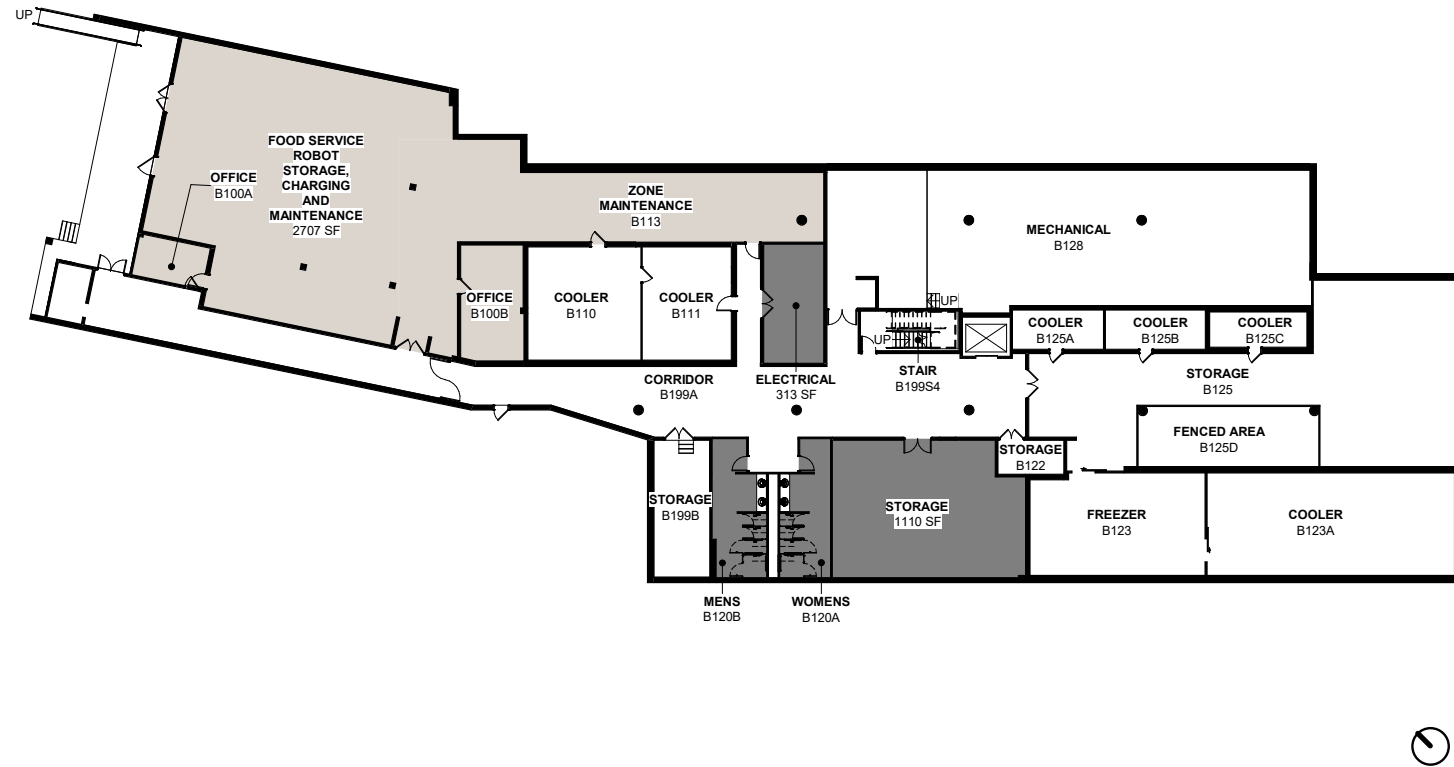 UP
FOOD SERVICE
ROBOT
STORAGE,
CHARGING
AND
MAINTENANCE
2707 SF
OFFICE
B100A
ZONE
MAINTENANCE
B113
MECHANICAL
B128
OFFICE
B100B
COOLER
B110
COOLER
B111
UP
UP
COOLER
B125A
COOLER
B125B
COOLER
B125C
CORRIDOR
B199A
ELECTRICAL
313 SF
STAIR
B199S4
STORAGE
B125
FENCED AREA
B125D
STORAGE
B122
STORAGE
B199B
STORAGE
1110 SF
FREEZER
B123
COOLER
B123A
MENS
B120B
WOMENS
B120A